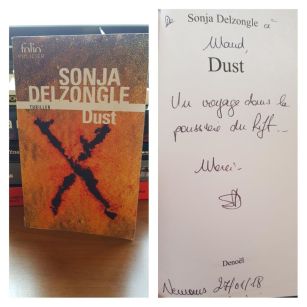 folio
POLICIER
SONJA
DELZONGLE
THRILLER
Dust
De Sonja Delzongle à
Maud,
Dust
Un voyage dans la
poussière du Rift...
Merci.
Denoël
27/01/18